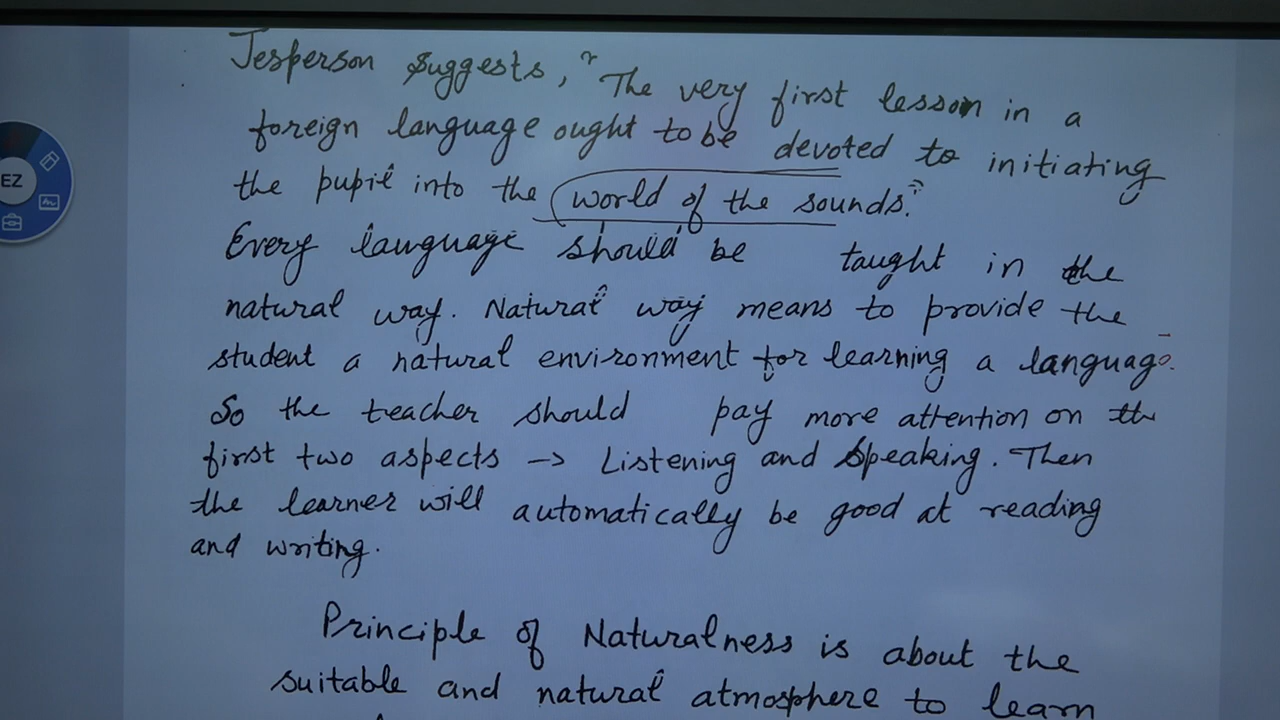 Jesperson suggests, "The very first lesson in a
foreign language ought to be devoted to initiating
the pupil into the world of the sounds."
Every language should be taught in the
natural way. Natural way means to provide the
student a natural environment for learning a language.
So the teacher should pay more attention on the
first two aspects -> Listening and Speaking. Then
the learner will automatically be good at reading
and writing.
Principle of Naturalness is about the
suitable and natural atmosphere to learn
EZ